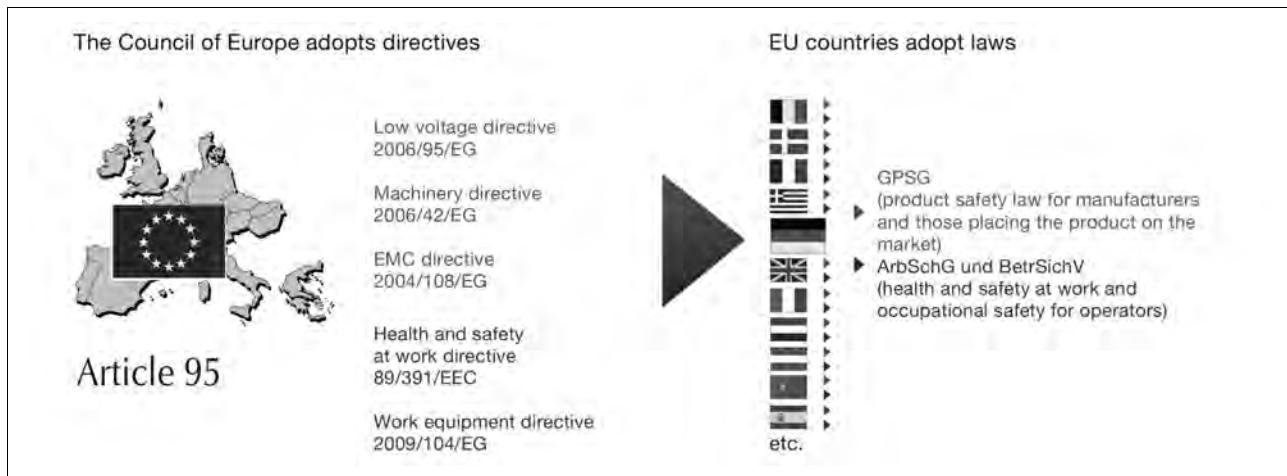 The Council of Europe adopts directives
EU countries adopt laws
Low voltage directive
2006/95/EG
Machinery directive
2006/42/EG
EMC directive
2004/108/EG
Health and safety
at work directive
89/391/EEC
Work equipment directive
2009/104/EG
Article 95
GPSG
(product safety law for manufacturers
and those placing the product on the
market)
ArbSchG und BetrSichV
(health and safety at work and
occupational safety for operators)
etc.